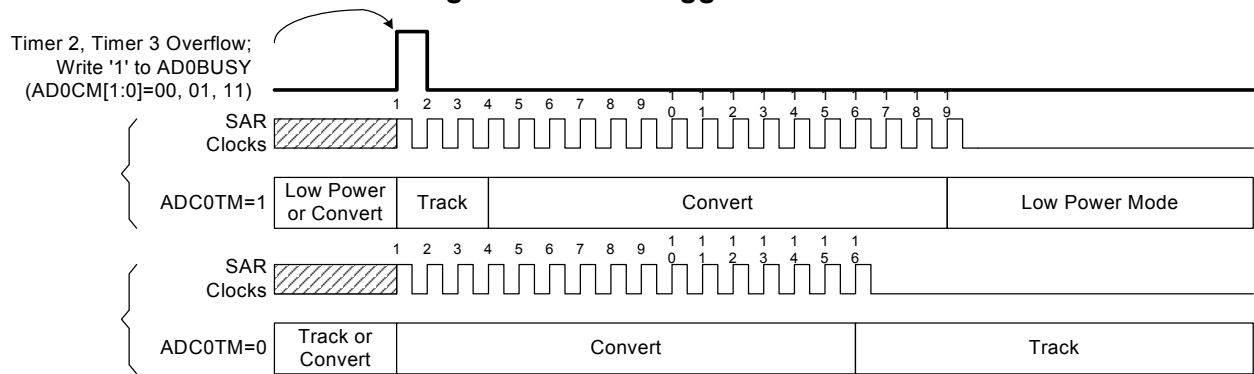 Timer 2, Timer 3 Overflow;
Write '1' to AD0BUSY
(AD0CM[1:0]=00, 01, 11)
1 2 3 4 5 6 7 8 9 10 11 12 13 14 15 16 17 18 19
SAR
Clocks
ADC0TM=1
Low Power
or Convert
Track
Convert
Low Power Mode
1 2 3 4 5 6 7 8 9 10 11 12 13 14 15 16
SAR
Clocks
ADC0TM=0
Track or
Convert
Convert
Track